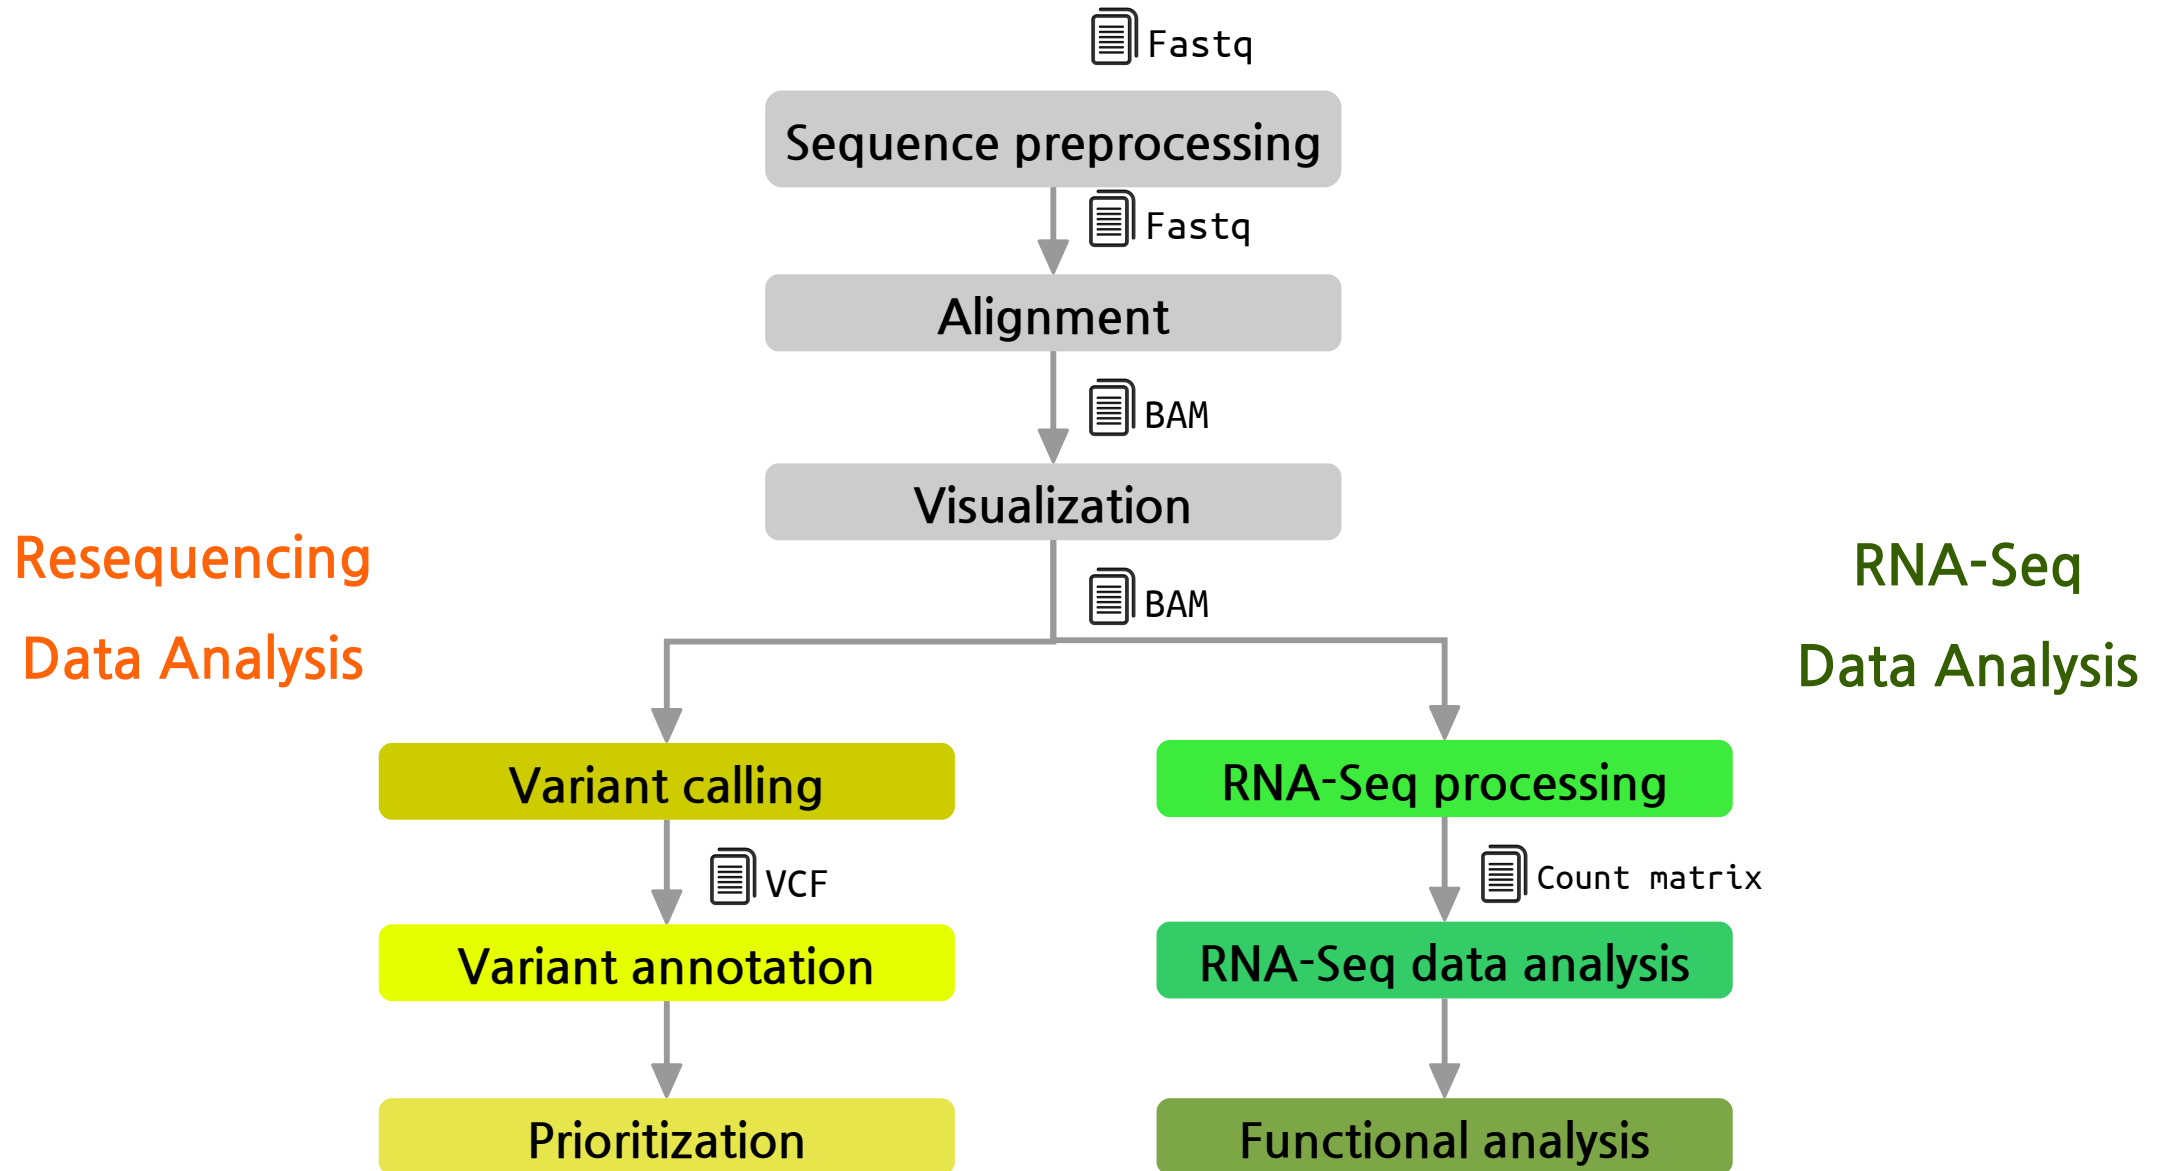 Fastq
Sequence preprocessing
Fastq
Alignment
BAM
Visualization
BAM
Resequencing
Data Analysis
RNA-Seq
Data Analysis
Variant calling
RNA-Seq processing
VCF
Count matrix
Variant annotation
RNA-Seq data analysis
Prioritization
Functional analysis